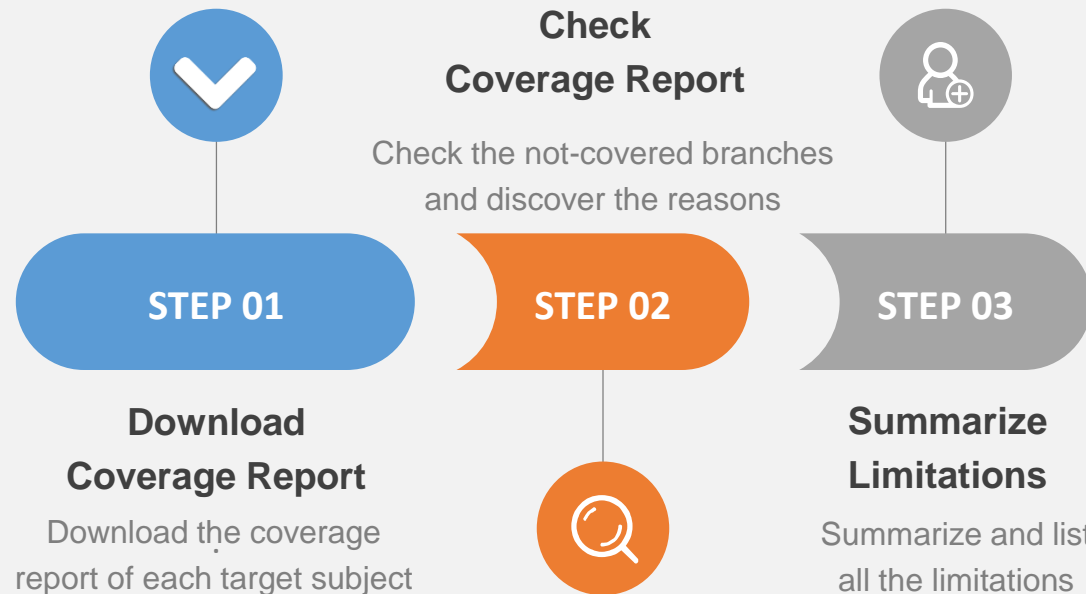 STEP 01
Download
Coverage Report
Download the coverage
report of each target subject
Check
Coverage Report
Check the not-covered branches
and discover the reasons
STEP 02
STEP 03
Summarize
Limitations
Summarize and list
all the limitations